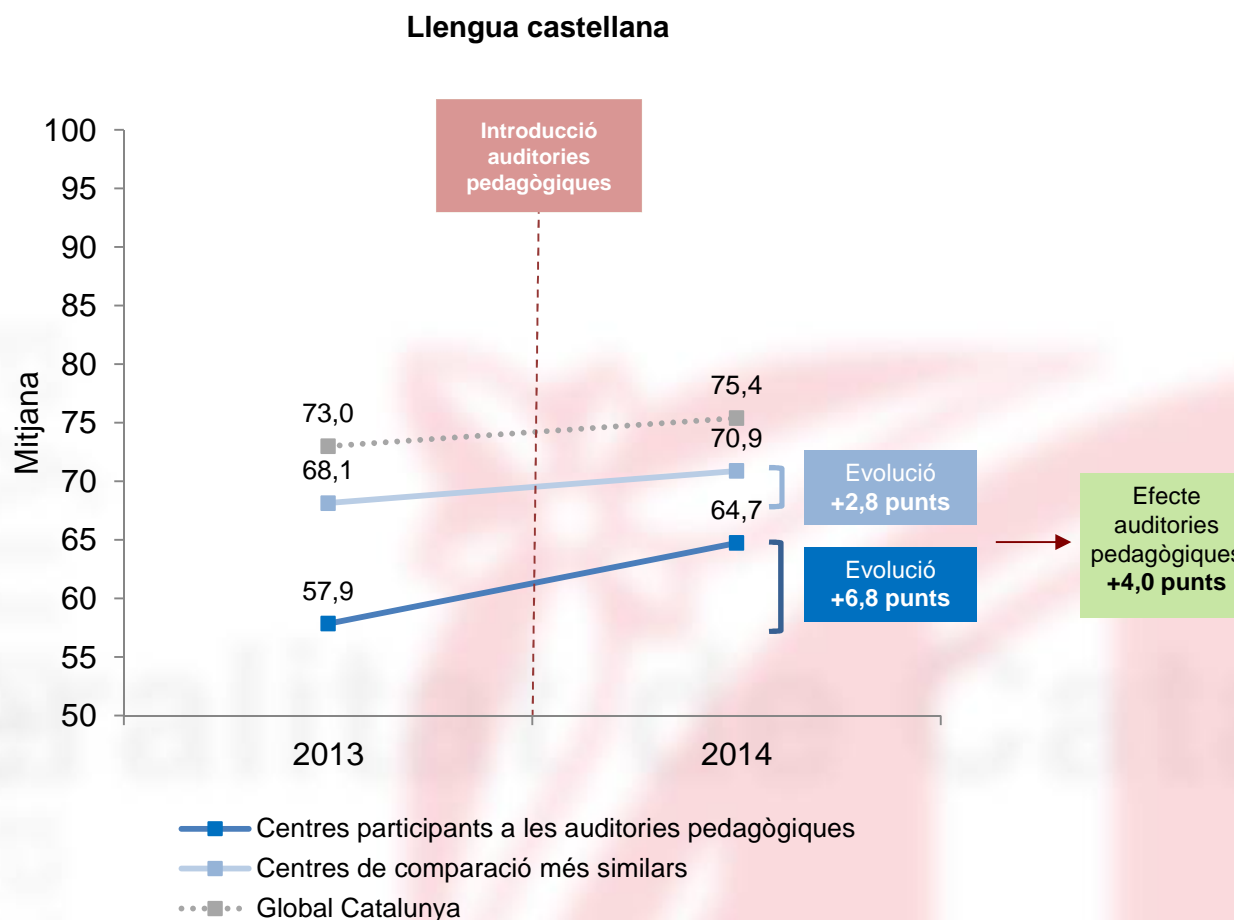 Llengua castellana
Introducció
auditories
pedagògiques
Mitjana
100
95
90
85
80
75
70
65
60
55
50
73,0
68,1
57,9
75,4
70,9
64,7
Evolució
+2,8 punts
Evolució
+6,8 punts
Efecte
auditories
pedagògiques
+4,0 punts
2013
2014
Centres participants a les auditories pedagògiques
Centres de comparació més similars
Global Catalunya